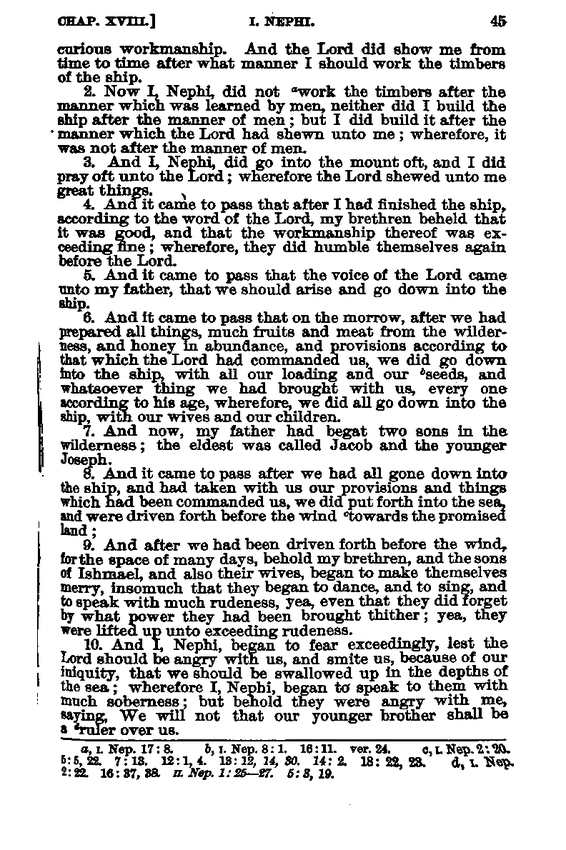 CHAP. XVIII.] I. NEPHI. 45
curious workmanship. And the Lord did show me from
time to time after what manner I should work the timbers
of the ship.
2. Now I, Nephi, did not ᵃwork the timbers after the
manner which was learned by men, neither did I build the
ship after the manner of men; but I did build it after the
manner which the Lord had shewn unto me; wherefore, it
was not after the manner of men.
3. And I, Nephi, did go into the mount oft, and I did
pray oft unto the Lord; wherefore the Lord shewed unto me
great things.
4. And it came to pass that after I had finished the ship,
according to the word of the Lord, my brethren beheld that
it was good, and that the workmanship thereof was ex-
ceeding fine; wherefore, they did humble themselves again
before the Lord.
5. And it came to pass that the voice of the Lord came
unto my father, that we should arise and go down into the
ship.
6. And it came to pass that on the morrow, after we had
prepared all things, much fruits and meat from the wilder-
ness, and honey in abundance, and provisions according to
that which the Lord had commanded us, we did go down
into the ship, with all our loading and our ᵇseeds, and
whatsoever thing we had brought with us, every one
according to his age, wherefore, we did all go down into the
ship, with our wives and our children.
7. And now, my father had begat two sons in the
wilderness; the eldest was called Jacob and the younger
Joseph.
8. And it came to pass after we had all gone down into
the ship, and had taken with us our provisions and things
which had been commanded us, we did put forth into the sea,
and were driven forth before the wind ᶜtowards the promised
land;
9. And after we had been driven forth before the wind,
for the space of many days, behold my brethren, and the sons
of Ishmael, and also their wives, began to make themselves
merry, insomuch that they began to dance, and to sing, and
to speak with much rudeness, yea, even that they did forget
by what power they had been brought thither; yea, they
were lifted up unto exceeding rudeness.
10. And I, Nephi, began to fear exceedingly, lest the
Lord should be angry with us, and smite us, because of our
iniquity, that we should be swallowed up in the depths of
the sea; wherefore I, Nephi, began to speak to them with
much soberness; but behold they were angry with me,
saying, We will not that our younger brother shall be
a ᵈruler over us.
a, I. Nep. 17:8. b, I. Nep. 8:1. 16:11. ver. 24. c, I. Nep. 2:20.
5:5, 22. 7:13. 12:1, 4. 13:12, 14, 30. 14:2. 18:22, 23. d, I. Nep.
2:22. 16:37, 38. II. Nep. 1:25—27. 5:3, 19.